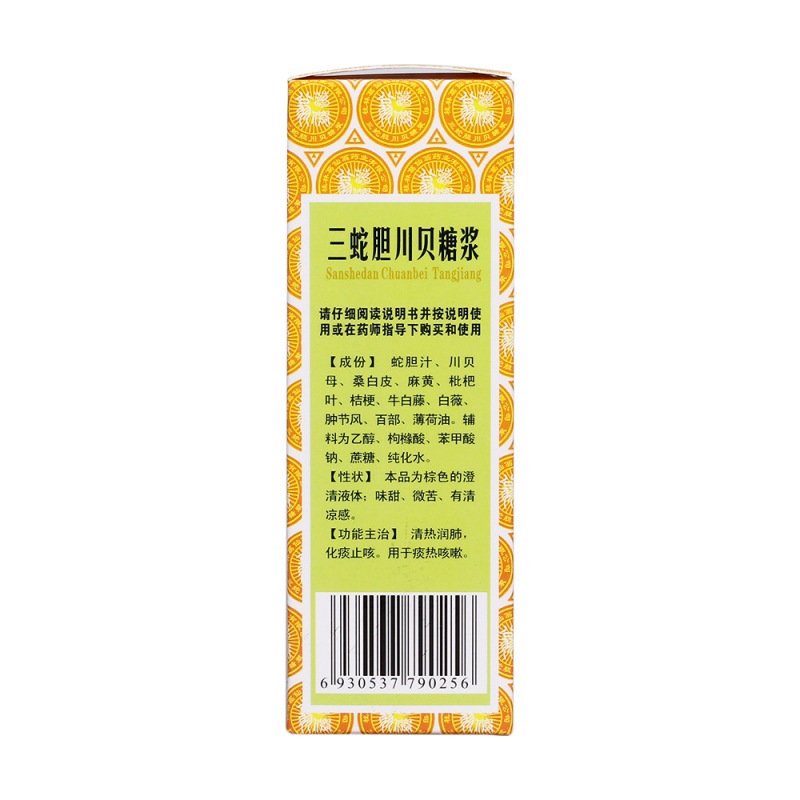 三蛇胆川贝糖浆
Sanshedan Chuanbei Tangjiang
请仔细阅读说明书并按说明使
用或在药师指导下购买和使用
【成份】 蛇胆汁、川贝
母、桑白皮、麻黄、枇杷
叶、桔梗、牛白藤、白薇、
肿节风、百部、薄荷油。辅
料为乙醇、枸橼酸、苯甲酸
钠、蔗糖、纯化水。
【性状】 本品为棕色的澄
清液体；味甜、微苦、有清
凉感。
【功能主治】 清热润肺，
化痰止咳。用于痰热咳嗽。
6 930537 790256